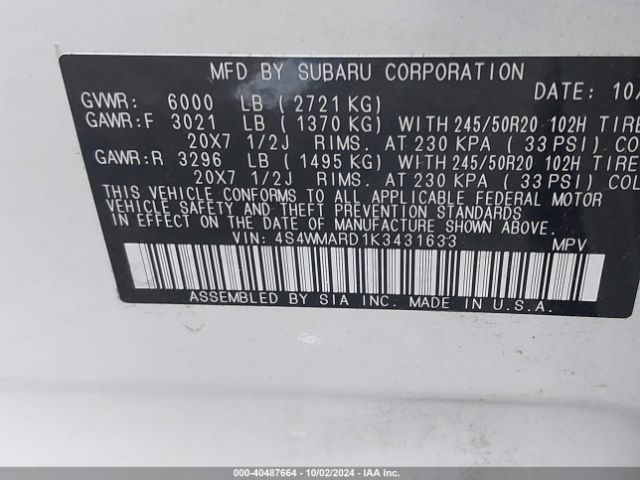 MFD BY SUBARU CORPORATION
DATE: 10/
GVWR: 6000 LB (2721 KG)
GAWR:F 3021 LB (1370 KG) WITH 245/50R20 102H TIRE
20X7 1/2J RIMS. AT 230 KPA (33 PSI) COL
GAWR:R 3296 LB (1495 KG) WITH 245/50R20 102H TIRE
20X7 1/2J RIMS. AT 230 KPA (33 PSI) COL
THIS VEHICLE CONFORMS TO ALL APPLICABLE FEDERAL MOTOR
VEHICLE SAFETY AND THEFT PREVENTION STANDARDS
IN EFFECT ON THE DATE OF MANUFACTURE SHOWN ABOVE.
VIN: 4S4WMARD1K3431633 MPV
ASSEMBLED BY SIA INC. MADE IN U.S.A.
000-40487664 - 10/02/2024 - IAAI.COM